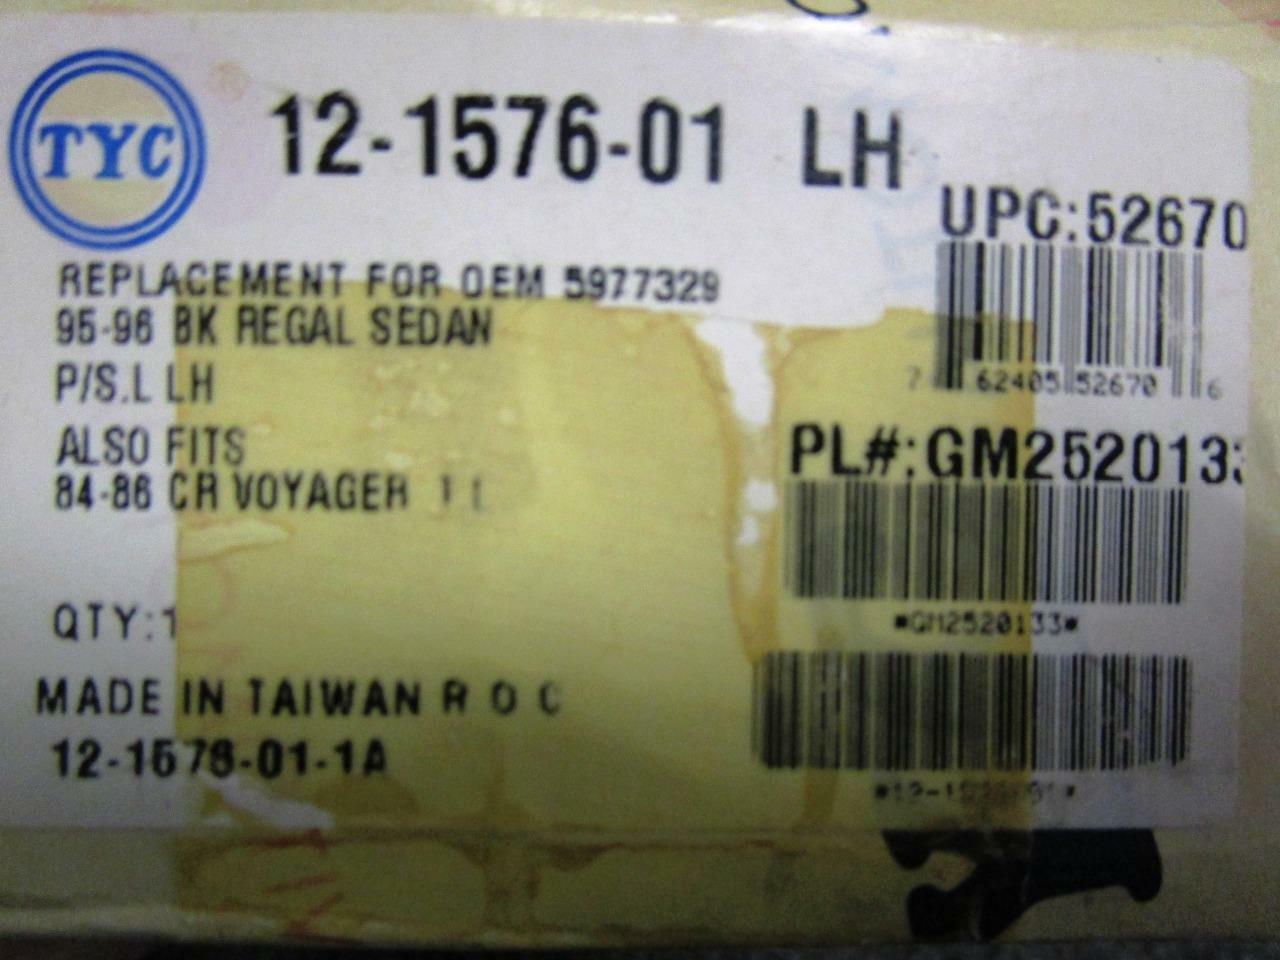 TYC
12-1576-01 LH
UPC:52670
REPLACEMENT FOR OEM 5977329
95-96 BK REGAL SEDAN
7 62405 52670 6
P/S.L LH
ALSO FITS
PL#:GM2520133
84-86 CR VOYAGER
QTY:1
*GM2520133*
MADE IN TAIWAN R O C
12-1576-01-1A